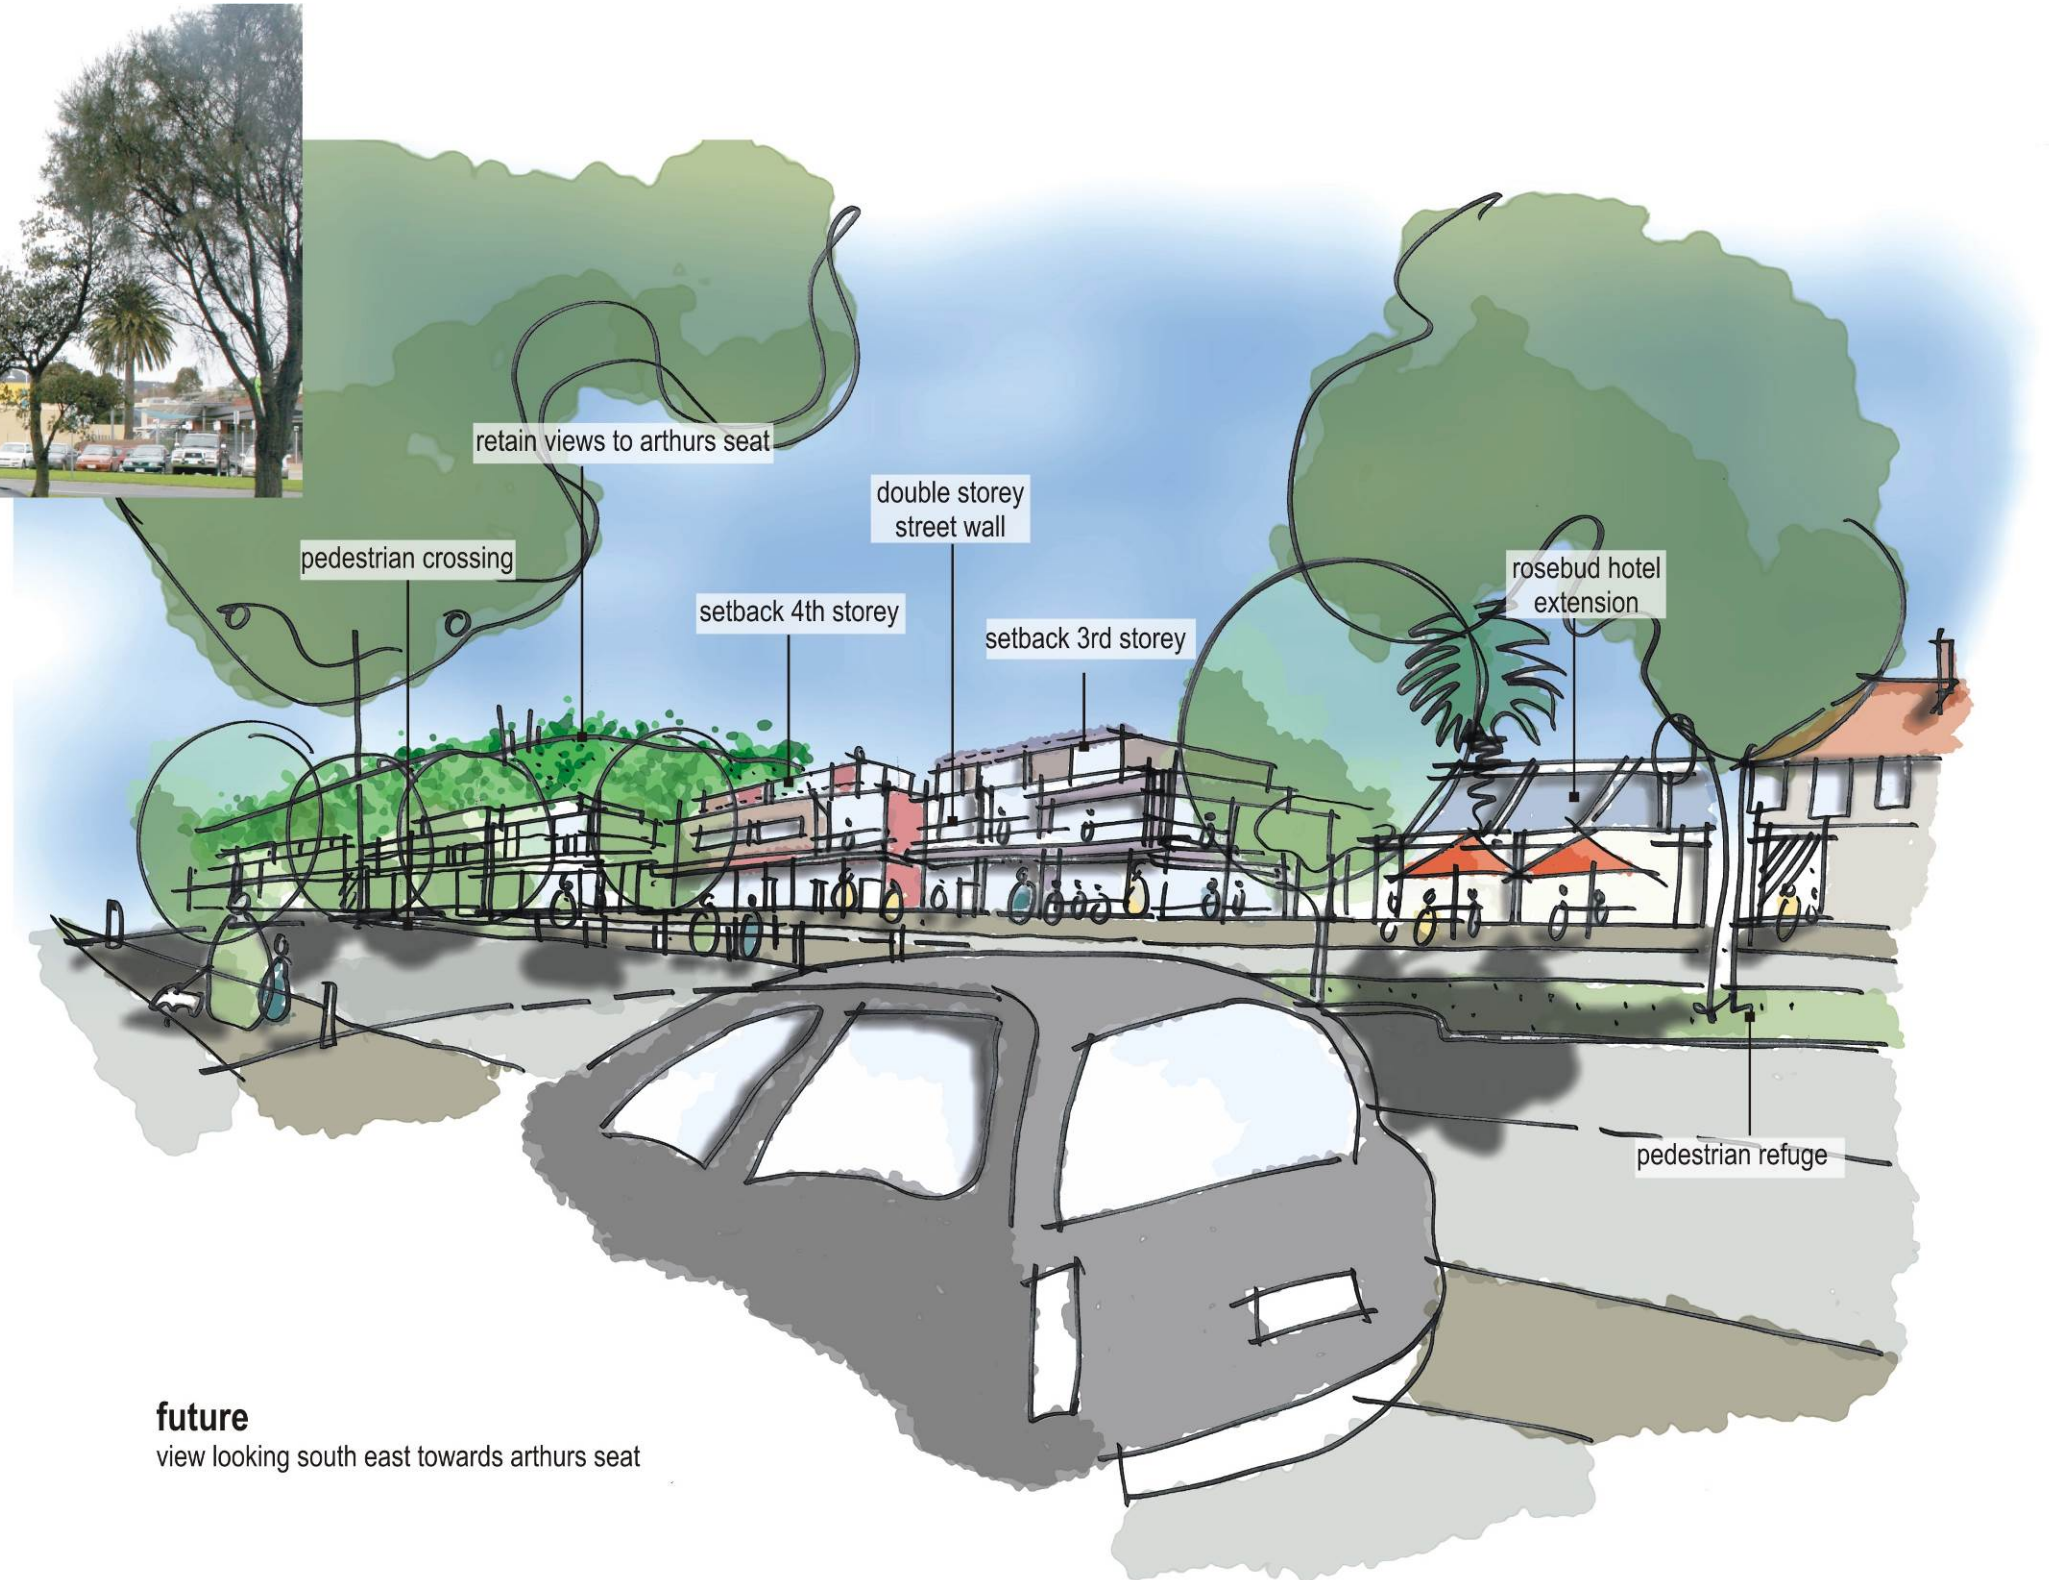 retain views to arthurs seat
double storey
street wall
pedestrian crossing
rosebud hotel
extension
setback 4th storey
setback 3rd storey
pedestrian refuge
future
view looking south east towards arthurs seat